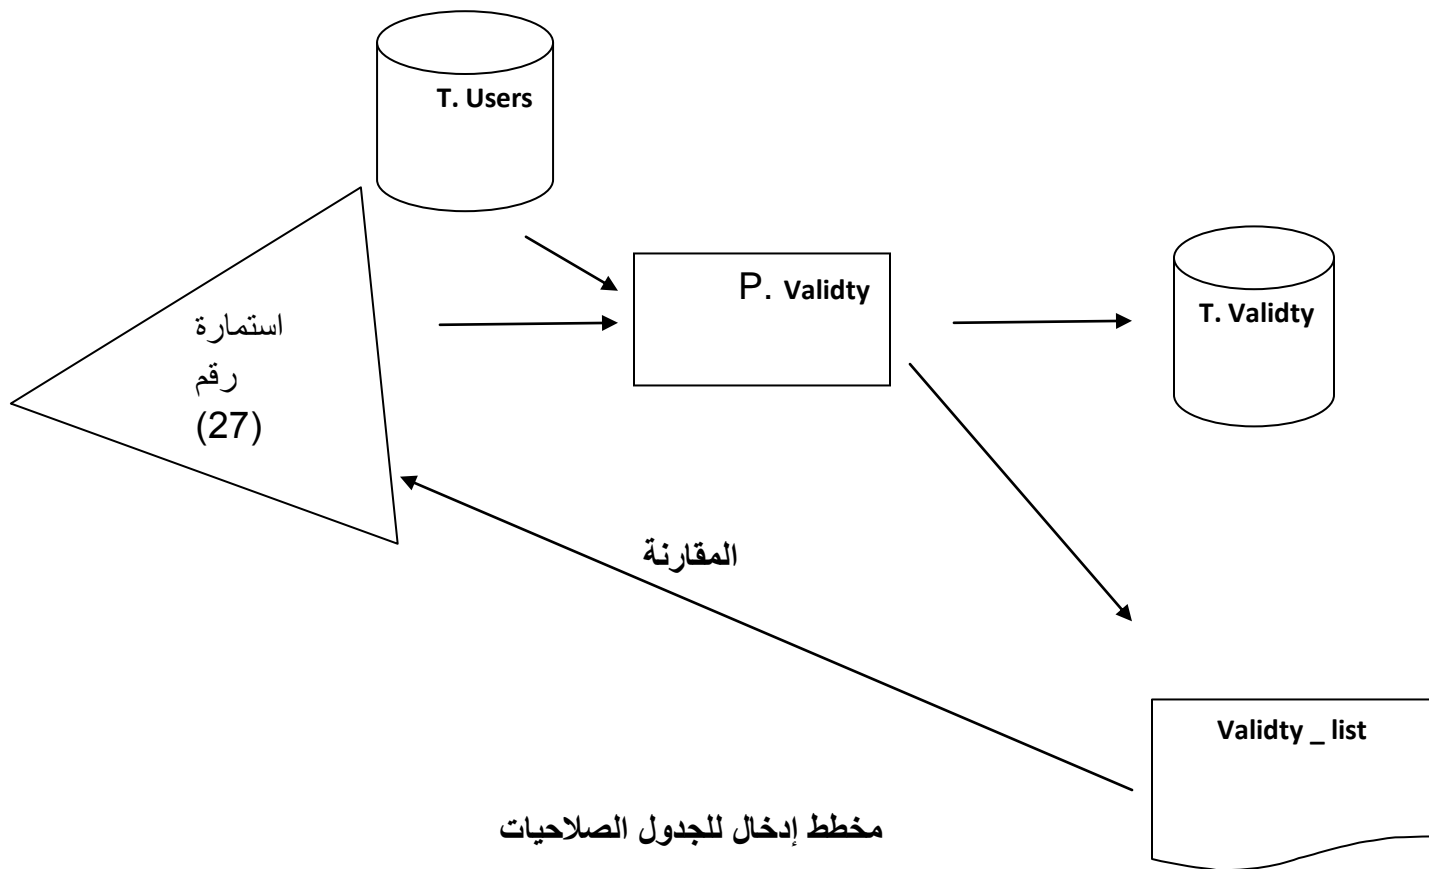 T. Users
P. Validty
T. Validty
استمارة
رقم
(27)
المقارنة
Validty _ list
مخطط إدخال للجدول الصلاحيات